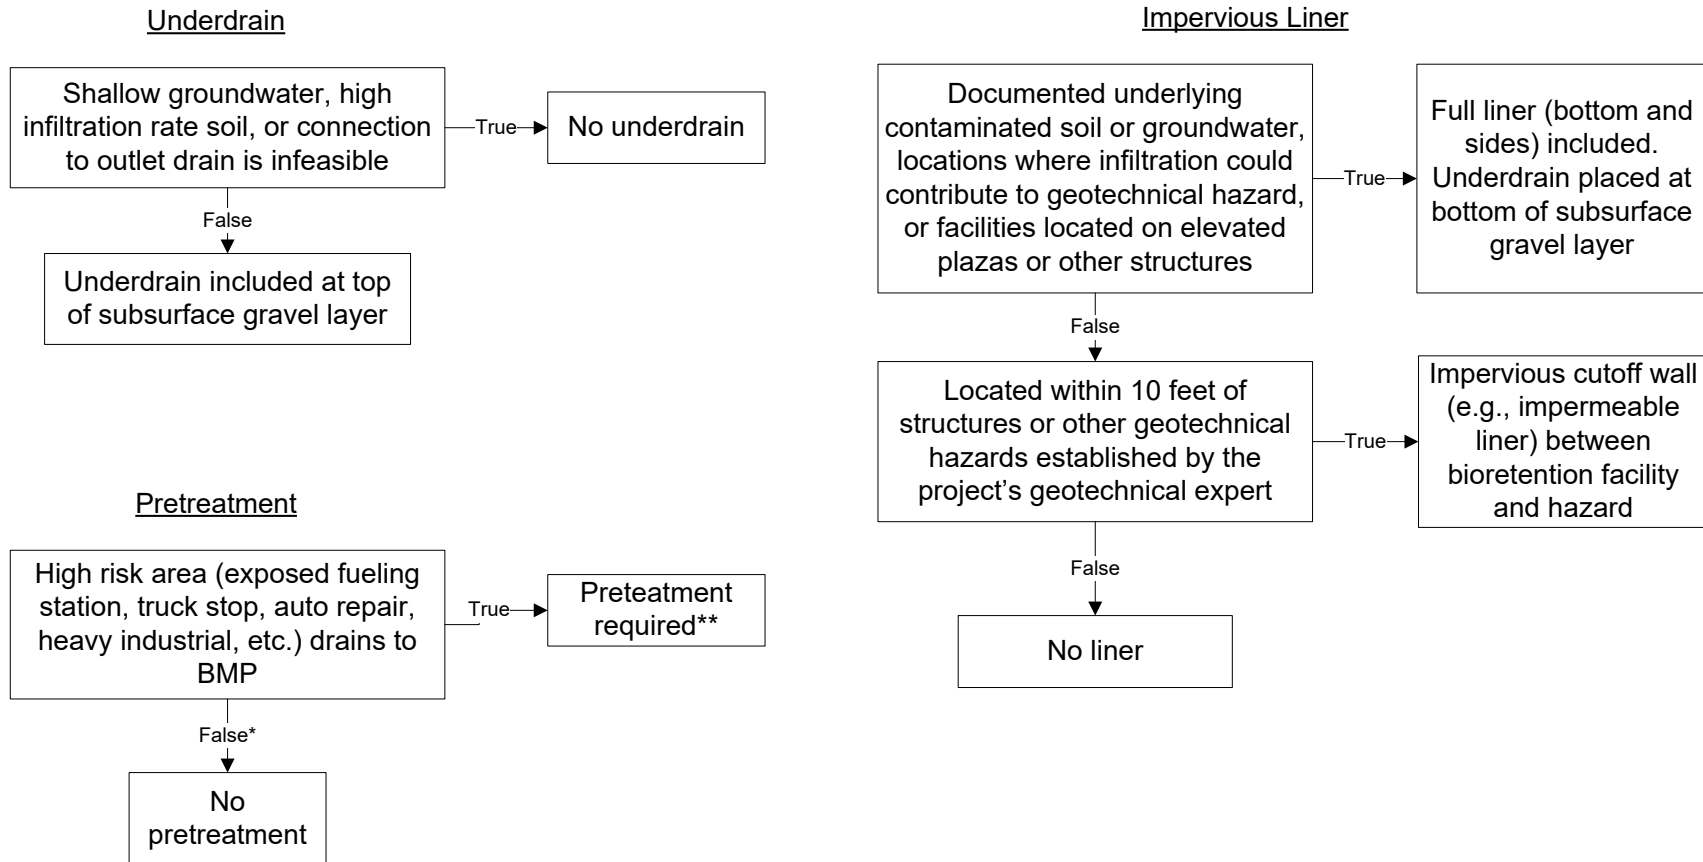 Underdrain
Shallow groundwater, high
infiltration rate soil, or connection
to outlet drain is infeasible
True
No underdrain
False
Underdrain included at top
of subsurface gravel layer
Pretreatment
High risk area (exposed fueling
station, truck stop, auto repair,
heavy industrial, etc.) drains to
BMP
True
Preteatment
required**
False*
No
pretreatment
Impervious Liner
Documented underlying
contaminated soil or groundwater,
locations where infiltration could
contribute to geotechnical hazard,
or facilities located on elevated
plazas or other structures
True
Full liner (bottom and
sides) included.
Underdrain placed at
bottom of subsurface
gravel layer
False
Located within 10 feet of
structures or other geotechnical
hazards established by the
project’s geotechnical expert
True
Impervious cutoff wall
(e.g., impermeable
liner) between
bioretention facility
and hazard
False
No liner